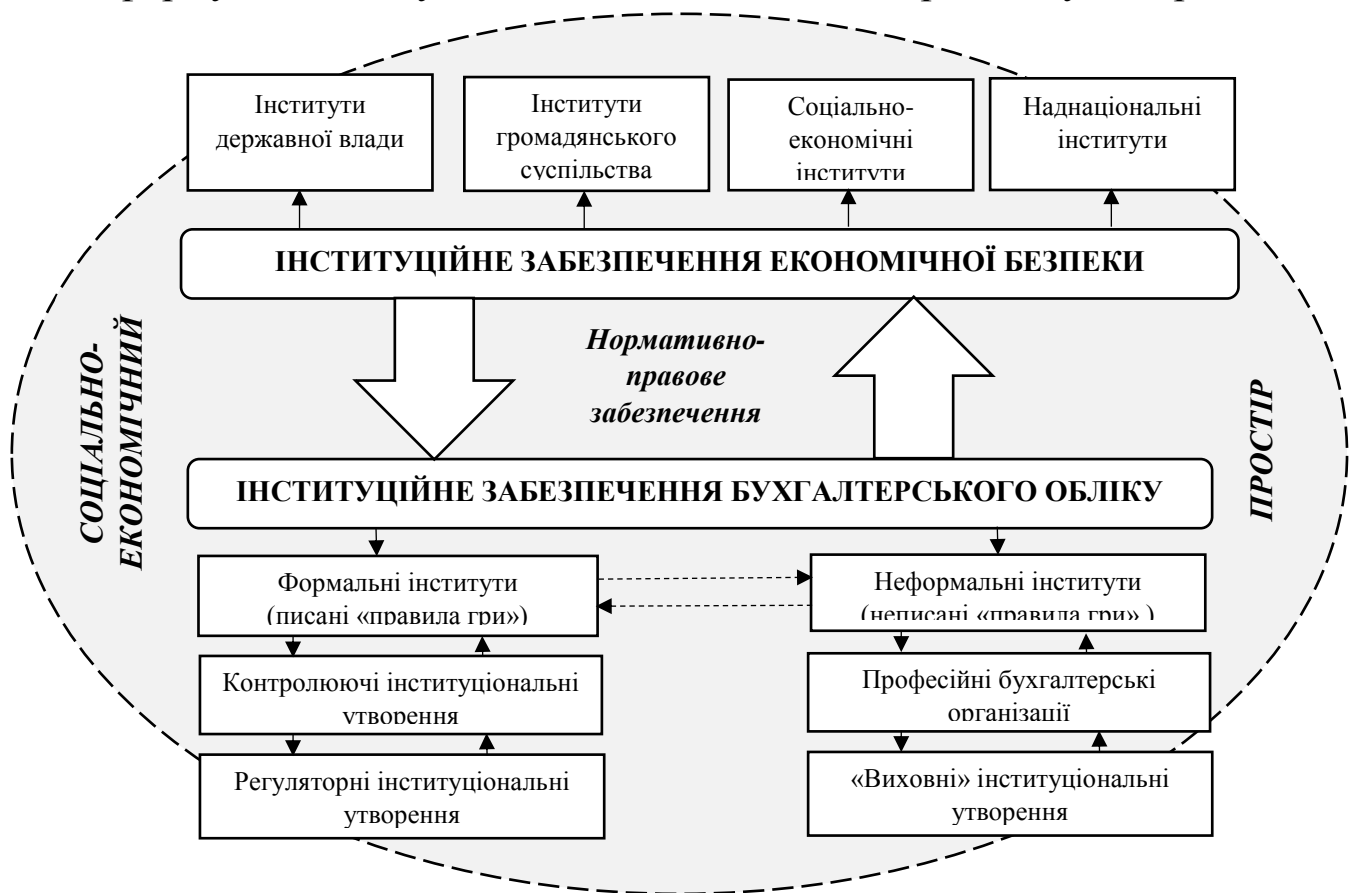 Інститути
державної влади
Інститути
громадянського
суспільства
Соціально-
економічні
інститути
Наднаціональні
інститути
ІНСТИТУЦІЙНЕ ЗАБЕЗПЕЧЕННЯ ЕКОНОМІЧНОЇ БЕЗПЕКИ
СОЦІАЛЬНО-
ЕКОНОМІЧНИЙ
Нормативно-
правове
забезпечення
ПРОСТІР
ІНСТИТУЦІЙНЕ ЗАБЕЗПЕЧЕННЯ БУХГАЛТЕРСЬКОГО ОБЛІКУ
Формальні інститути
(писані «правила гри»)
Неформальні інститути
(неписані «правила гри» )
Контролюючі інституціональні
утворення
Професійні бухгалтерські
організації
Регуляторні інституціональні
утворення
«Виховні» інституціональні
утворення